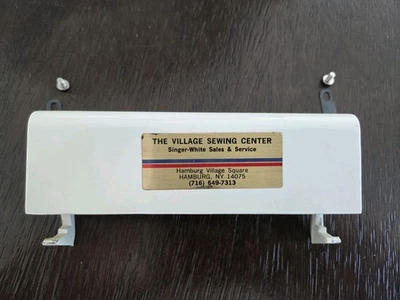 THE VILLAGE SEWING CENTER
Singer-White Sales & Service
Hamburg Village Square
HAMBURG, NY 14075
(716) 649-7313